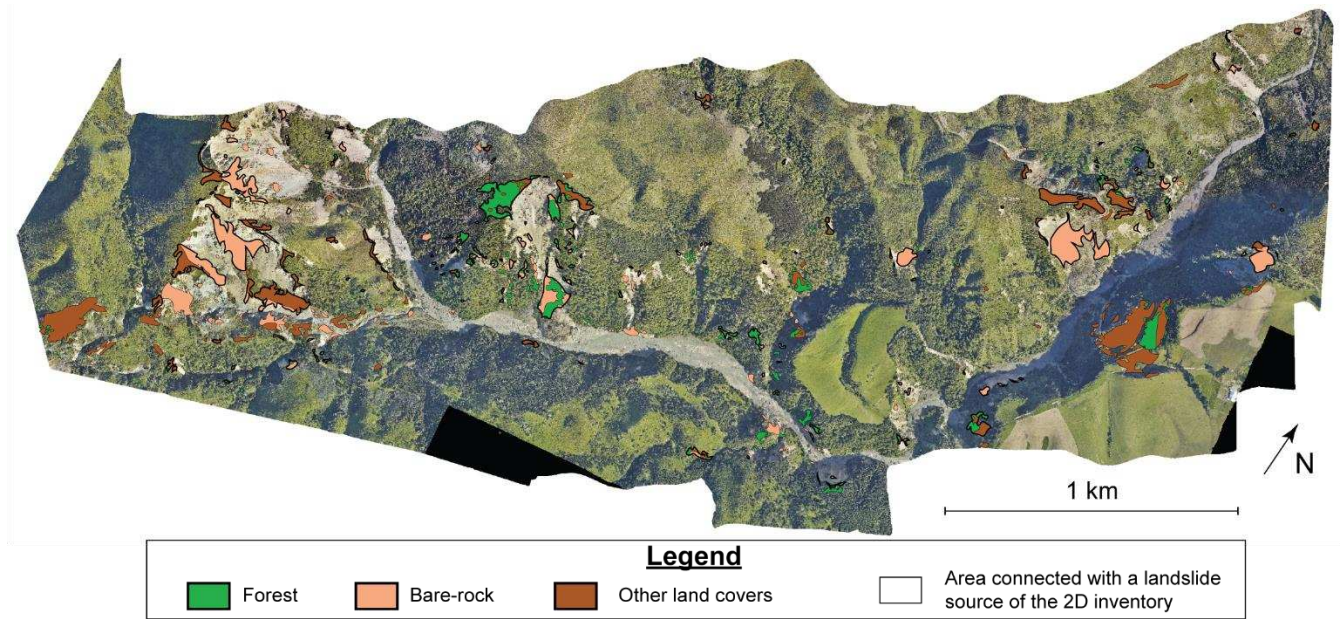 N
1 km
Legend
Forest
Bare-rock
Other land covers
Area connected with a landslide
source of the 2D inventory